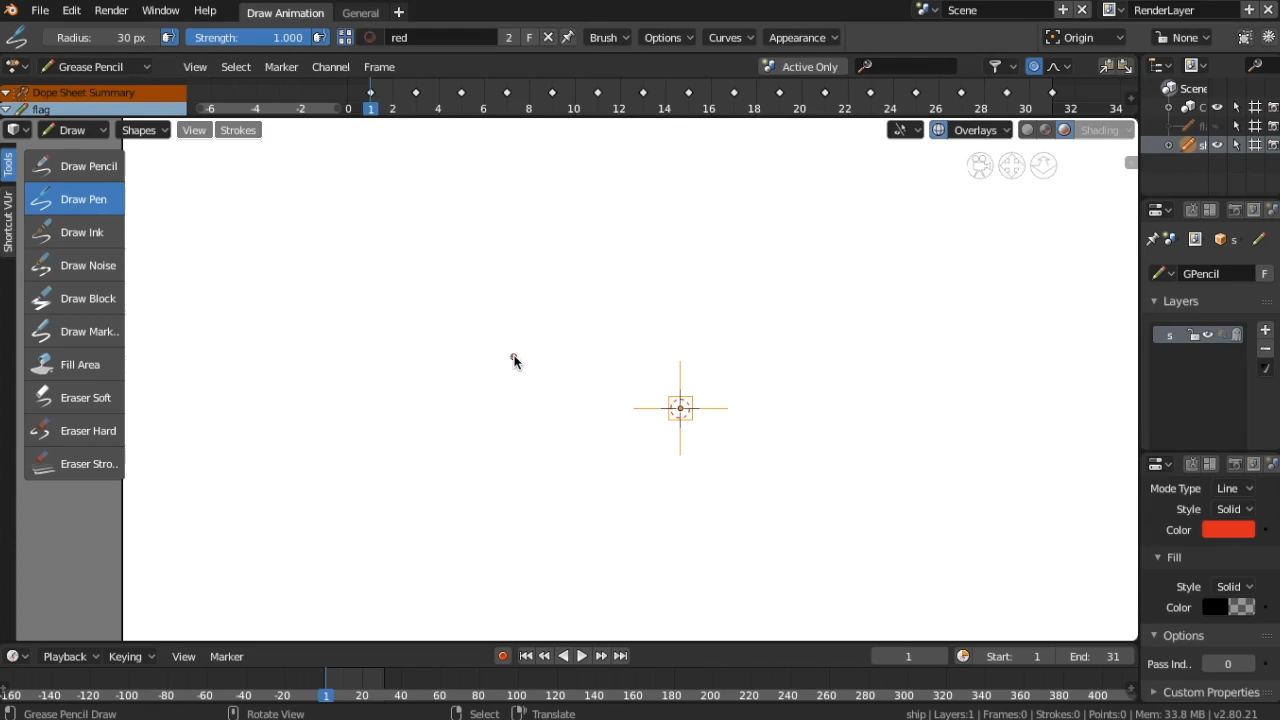 File Edit Render Window Help Draw Animation General Scene RenderLayer
Radius: 30 px Strength: 1.000 red 2 F Brush Options Curves Appearance Origin None
Grease Pencil View Select Marker Channel Frame Active Only
Dope Sheet Summary
flag -6 -4 -2 0 1 2 4 6 8 10 12 14 16 18 20 22 24 26 28 30 32 34
Scene
C
Draw Shapes View Strokes Overlays Shading
Tools
Shortcut VUr
Draw Pencil
Draw Pen
Draw Ink
Draw Noise
Draw Block
Draw Mark..
Fill Area
Eraser Soft
Eraser Hard
Eraser Stro..
s
GPencil F
Layers
s
Mode Type Line
Style Solid
Color
Fill
Style Solid
Color
Options
Pass Ind.. 0
Custom Properties
Playback Keying View Marker 1 Start: 1 End: 31
-160 -140 -120 -100 -80 -60 -40 -20 1 20 40 60 80 100 120 140 160 180 200 220 240 260 280 300 320 340 360 380 400
Grease Pencil Draw Rotate View Select Translate ship | Layers:1 | Frames:0 | Strokes:0 | Points:0 | Mem: 33.8 MB | v2.80.21